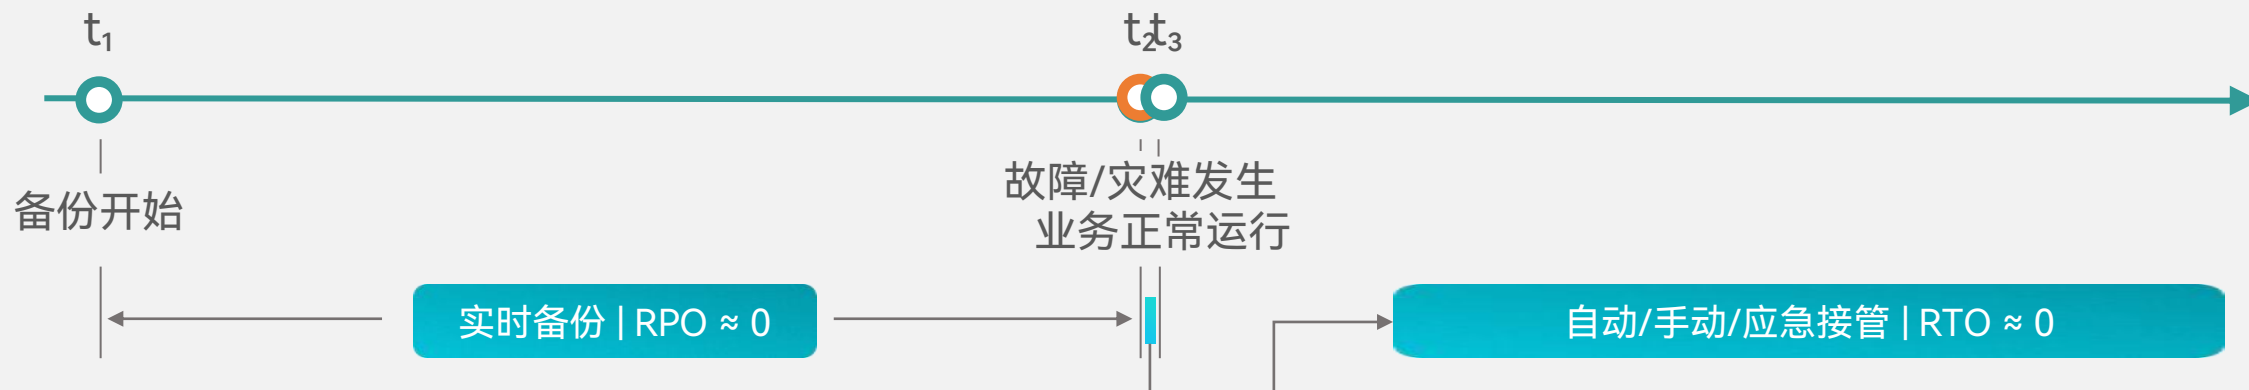 t₁
t₂t₃
备份开始
故障/灾难发生
业务正常运行
实时备份 | RPO ≈ 0
自动/手动/应急接管 | RTO ≈ 0